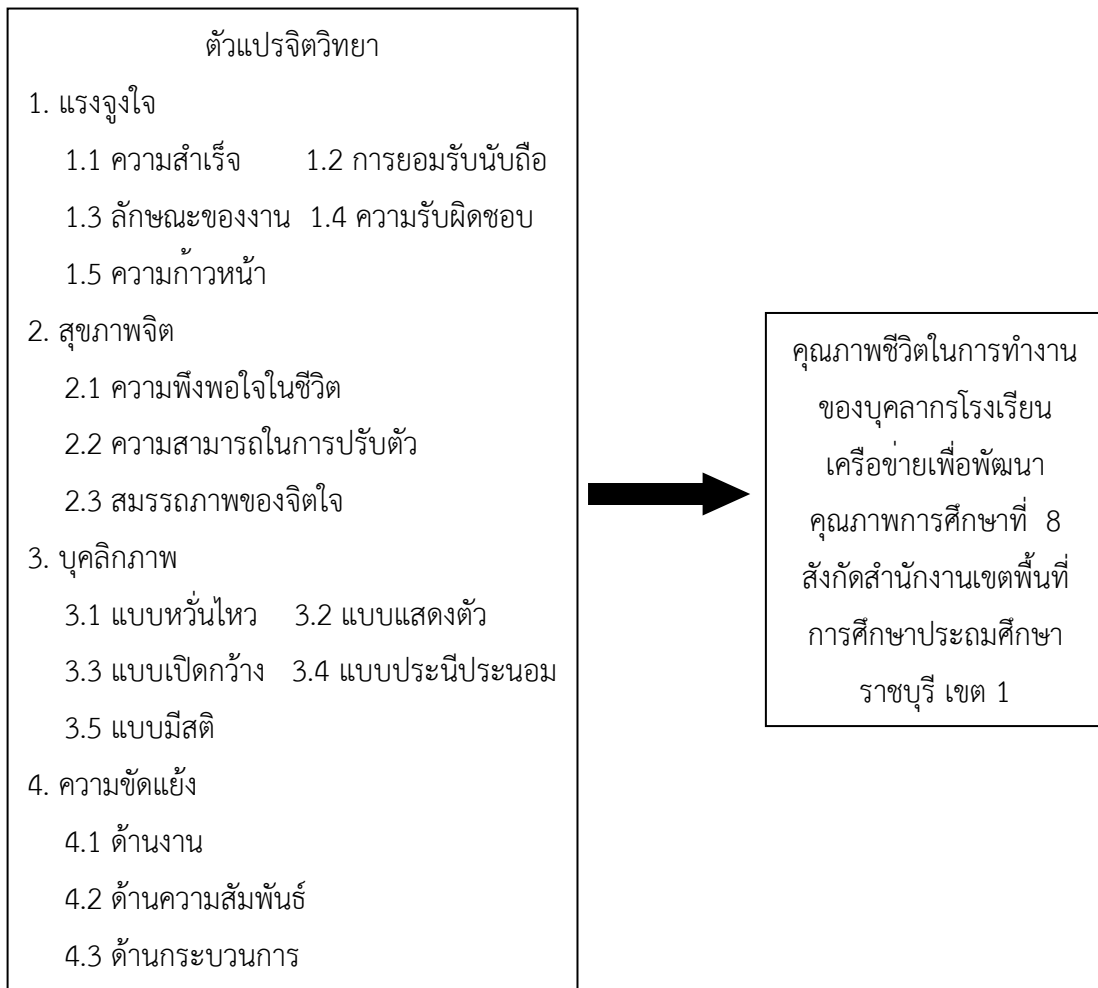 ตัวแปรจิตวิทยา
1. แรงจูงใจ
1.1 ความสำเร็จ 1.2 การยอมรับนับถือ
1.3 ลักษณะของงาน 1.4 ความรับผิดชอบ
1.5 ความก้าวหน้า
2. สุขภาพจิต
2.1 ความพึงพอใจในชีวิต
2.2 ความสามารถในการปรับตัว
2.3 สมรรถภาพของจิตใจ
3. บุคลิกภาพ
3.1 แบบหวั่นไหว 3.2 แบบแสดงตัว
3.3 แบบเปิดกว้าง 3.4 แบบประนีประนอม
3.5 แบบมีสติ
4. ความขัดแย้ง
4.1 ด้านงาน
4.2 ด้านความสัมพันธ์
4.3 ด้านกระบวนการ
คุณภาพชีวิตในการทำงาน
ของบุคลากรโรงเรียน
เครือข่ายเพื่อพัฒนา
คุณภาพการศึกษาที่ 8
สังกัดสำนักงานเขตพื้นที่
การศึกษาประถมศึกษา
ราชบุรี เขต 1